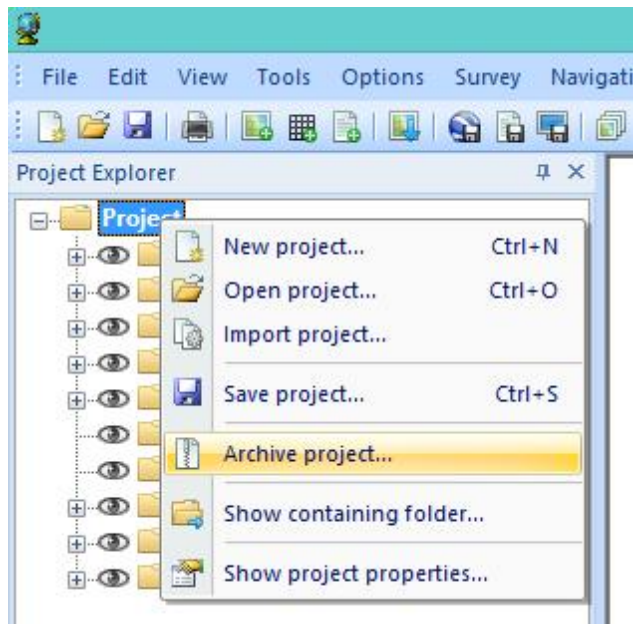 File Edit View Tools Options Survey Navigati
Project Explorer
Project
New project... Ctrl+N
Open project... Ctrl+O
Import project...
Save project... Ctrl+S
Archive project...
Show containing folder...
Show project properties...